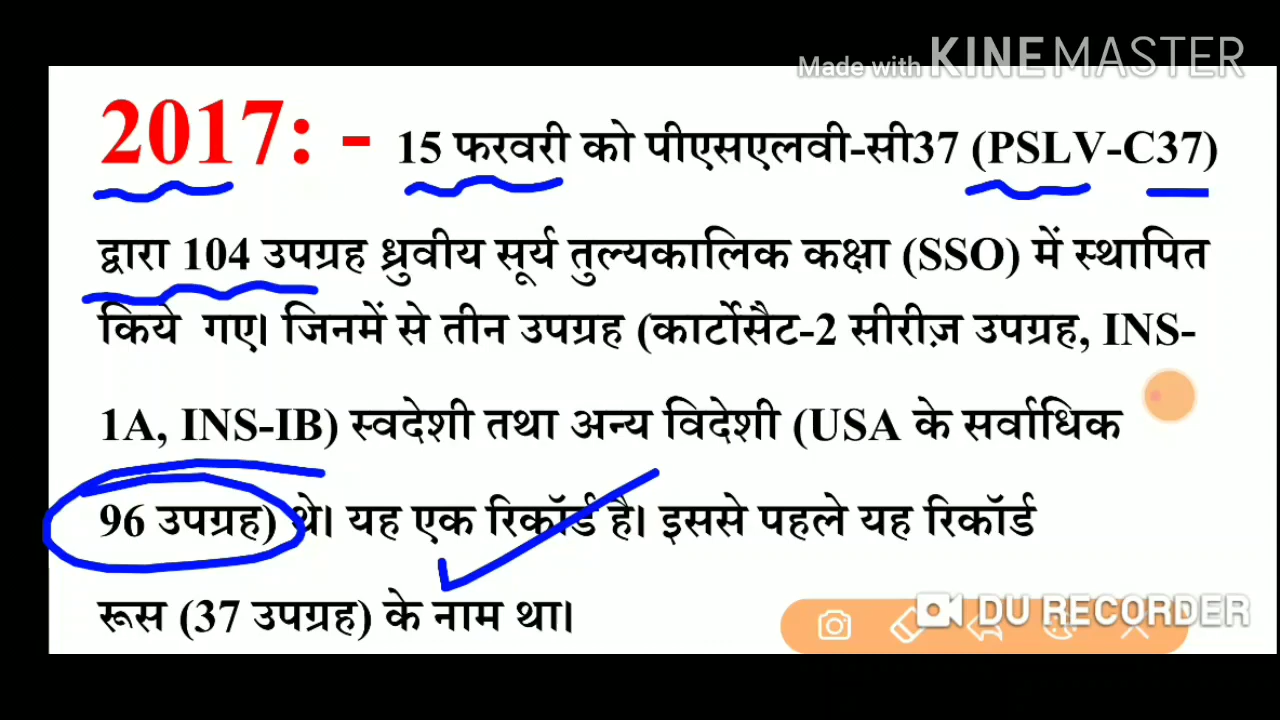 Made with KINEMASTER
2017: - 15 फरवरी को पीएसएलवी-सी37 (PSLV-C37)
द्वारा 104 उपग्रह ध्रुवीय सूर्य तुल्यकालिक कक्षा (SSO) में स्थापित
किये गए। जिनमें से तीन उपग्रह (कार्टोसैट-2 सीरीज़ उपग्रह, INS-
1A, INS-IB) स्वदेशी तथा अन्य विदेशी (USA के सर्वाधिक
96 उपग्रह) थे। यह एक रिकॉर्ड है। इससे पहले यह रिकॉर्ड
रूस (37 उपग्रह) के नाम था।
DU RECORDER